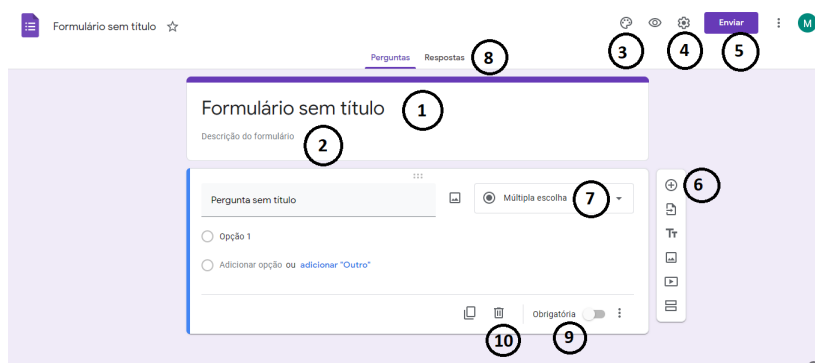 Formulário sem título
Enviar
M
3
4
5
Perguntas Respostas 8
Formulário sem título 1
Descrição do formulário 2
Pergunta sem título
Múltipla escolha 7
6
Opção 1
Tт
Adicionar opção ou adicionar "Outro"
Obrigatória
10
9